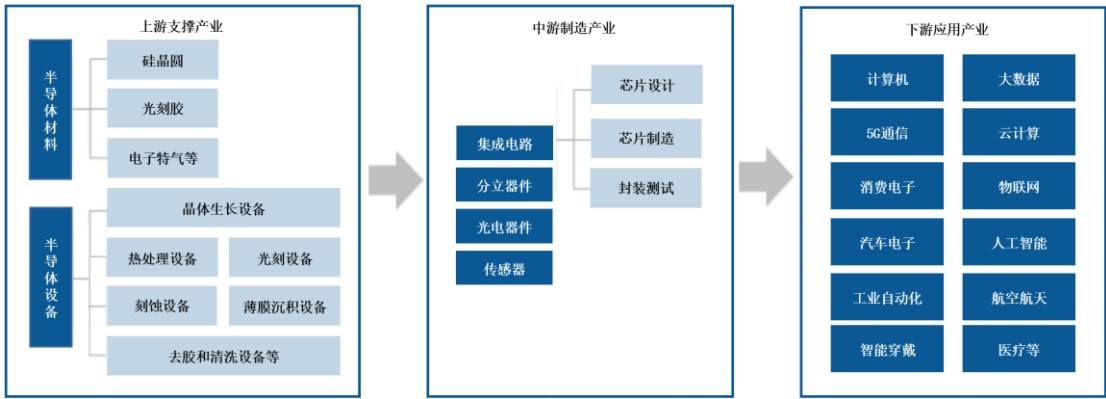 上游支撑产业
半导体材料
硅晶圆
光刻胶
电子特气等
半导体设备
晶体生长设备
热处理设备
光刻设备
刻蚀设备
薄膜沉积设备
去胶和清洗设备等
中游制造产业
集成电路
分立器件
光电器件
传感器
芯片设计
芯片制造
封装测试
下游应用产业
计算机
大数据
5G通信
云计算
消费电子
物联网
汽车电子
人工智能
工业自动化
航空航天
智能穿戴
医疗等